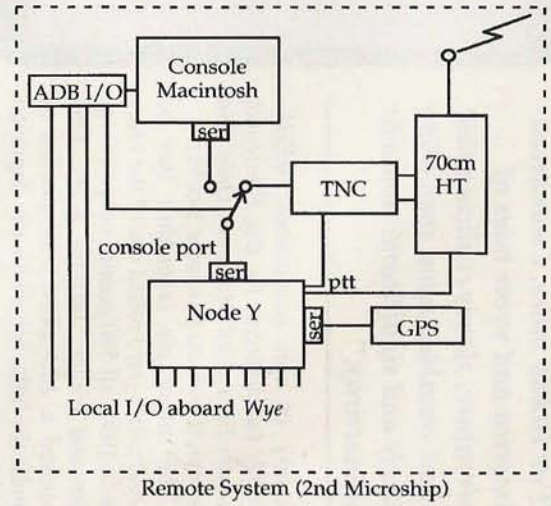 Console
Macintosh
ADB I/O
ser
TNC
70cm
HT
console port
ser
ptt
Node Y
ser
GPS
Local I/O aboard Wye
Remote System (2nd Microship)